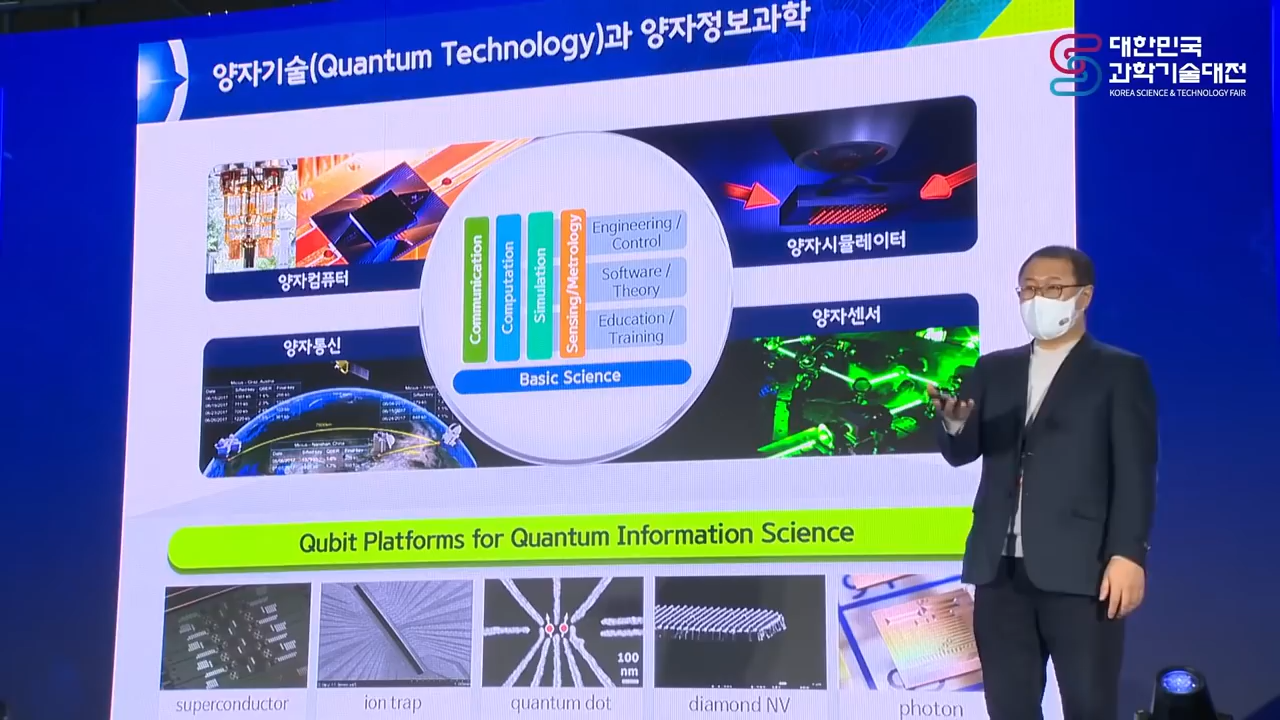 양자기술(Quantum Technology)과 양자정보과학
대한민국
과학기술대전
KOREA SCIENCE & TECHNOLOGY FAIR
양자컴퓨터
양자시뮬레이터
Communication
Computation
Simulation
Sensing/Metrology
Engineering /
Control
Software /
Theory
Education /
Training
Basic Science
양자통신
양자센서
Qubit Platforms for Quantum Information Science
100
nm
superconductor
ion trap
quantum dot
diamond NV
photon